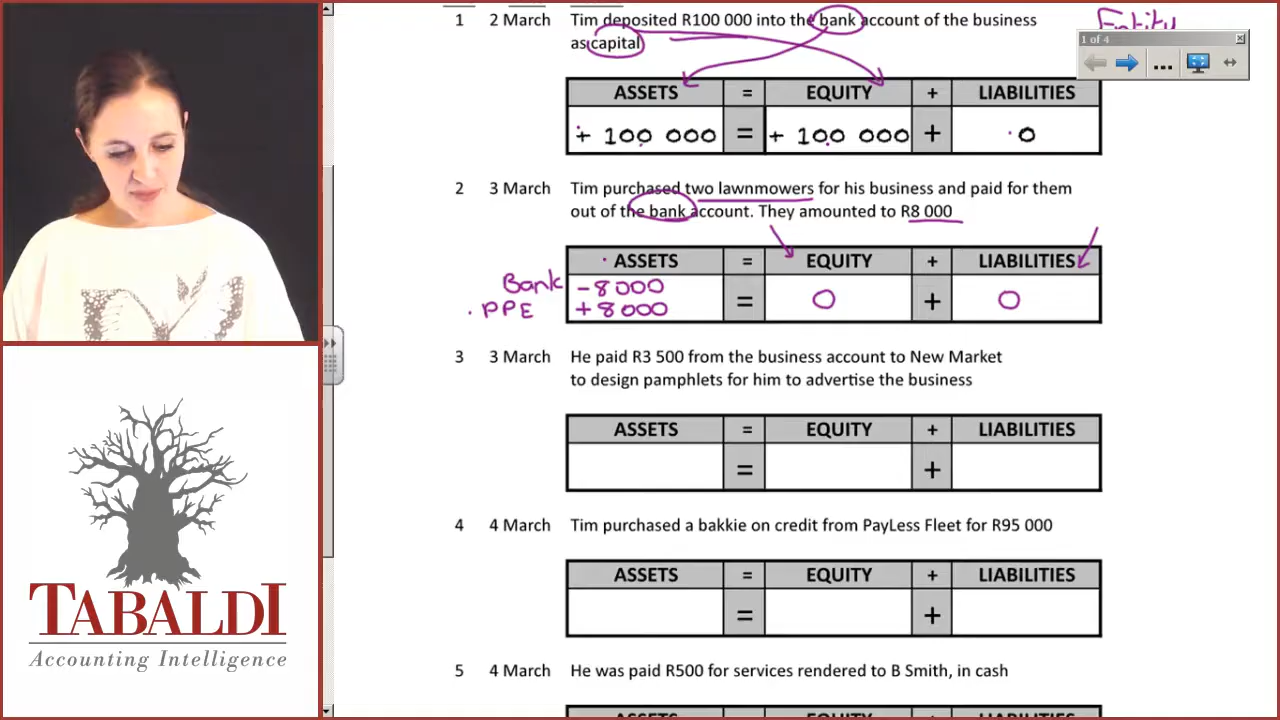 1 2 March Tim deposited R100 000 into the bank account of the business
as capital
Entity
1 of 4
ASSETS = EQUITY + LIABILITIES
+ 100 000 = + 100 000 + 0
2 3 March Tim purchased two lawnmowers for his business and paid for them
out of the bank account. They amounted to R8 000
ASSETS = EQUITY + LIABILITIES
Bank - 8000
PPE + 8000 = 0 + 0
3 3 March He paid R3 500 from the business account to New Market
to design pamphlets for him to advertise the business
ASSETS = EQUITY + LIABILITIES
= +
4 4 March Tim purchased a bakkie on credit from PayLess Fleet for R95 000
ASSETS = EQUITY + LIABILITIES
= +
5 4 March He was paid R500 for services rendered to B Smith, in cash
ASSETS = EQUITY + LIABILITIES
TABALDI
Accounting Intelligence